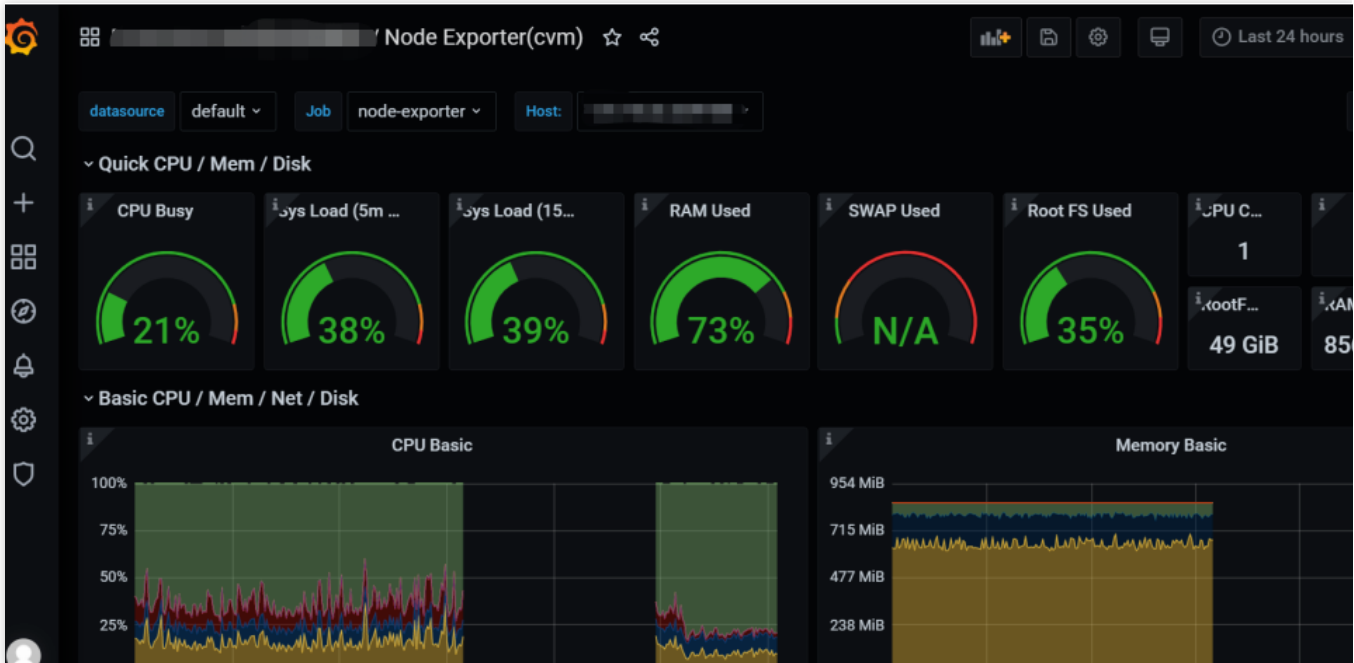 / Node Exporter(cvm)
Last 24 hours
datasource default Job node-exporter Host:
Quick CPU / Mem / Disk
CPU Busy
21%
Sys Load (5m ...
38%
Sys Load (15...
39%
RAM Used
73%
SWAP Used
N/A
Root FS Used
35%
CPU C...
1
RootF...
49 GiB
Basic CPU / Mem / Net / Disk
CPU Basic
100%
75%
50%
25%
Memory Basic
954 MiB
715 MiB
477 MiB
238 MiB